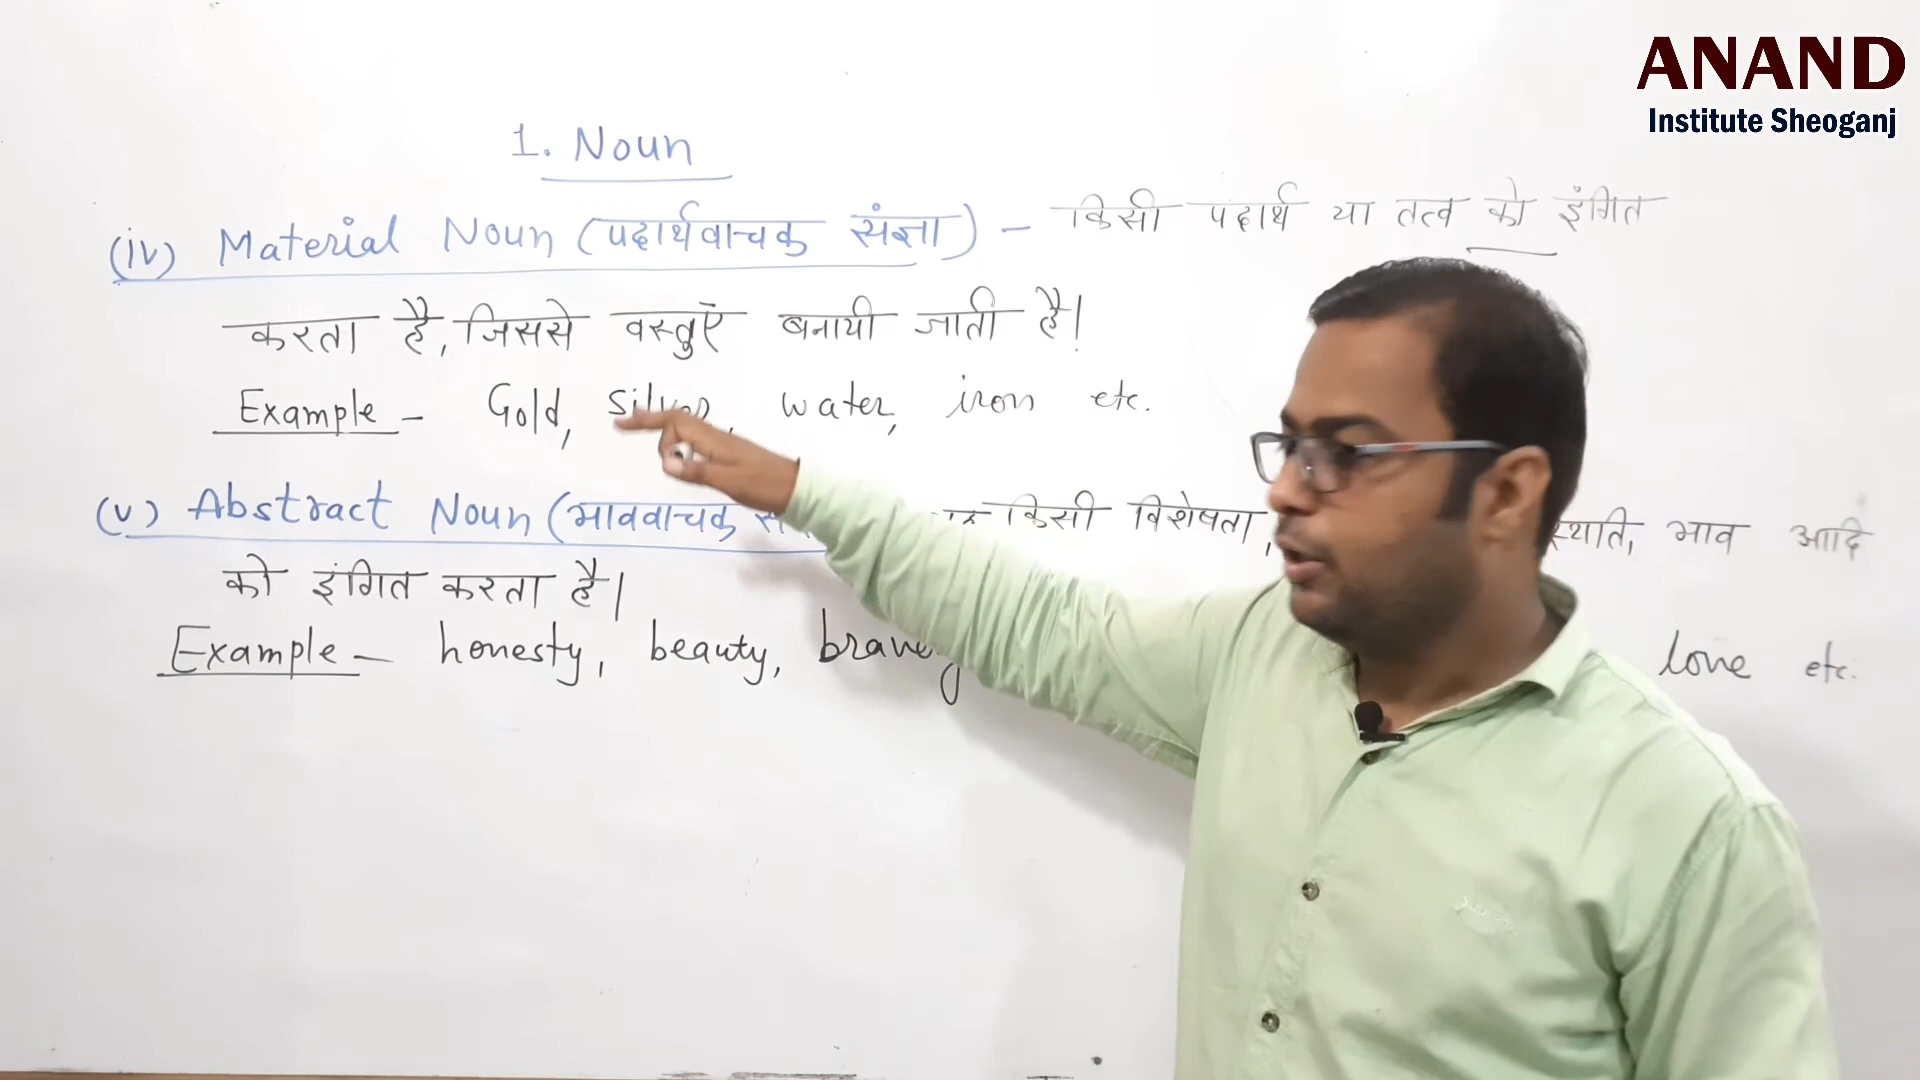 ANAND
Institute Sheoganj
1. Noun
(iv) Material Noun (पदार्थवाचक संज्ञा) - किसी पदार्थ या तत्व को इंगित
करता है, जिससे वस्तुएँ बनायी जाती है।
Example - Gold, silver, water, iron etc.
(v) Abstract Noun (भाववाचक किसी विशेषता, भाव आदि
को इंगित करता है।
Example - honesty, beauty, love etc.